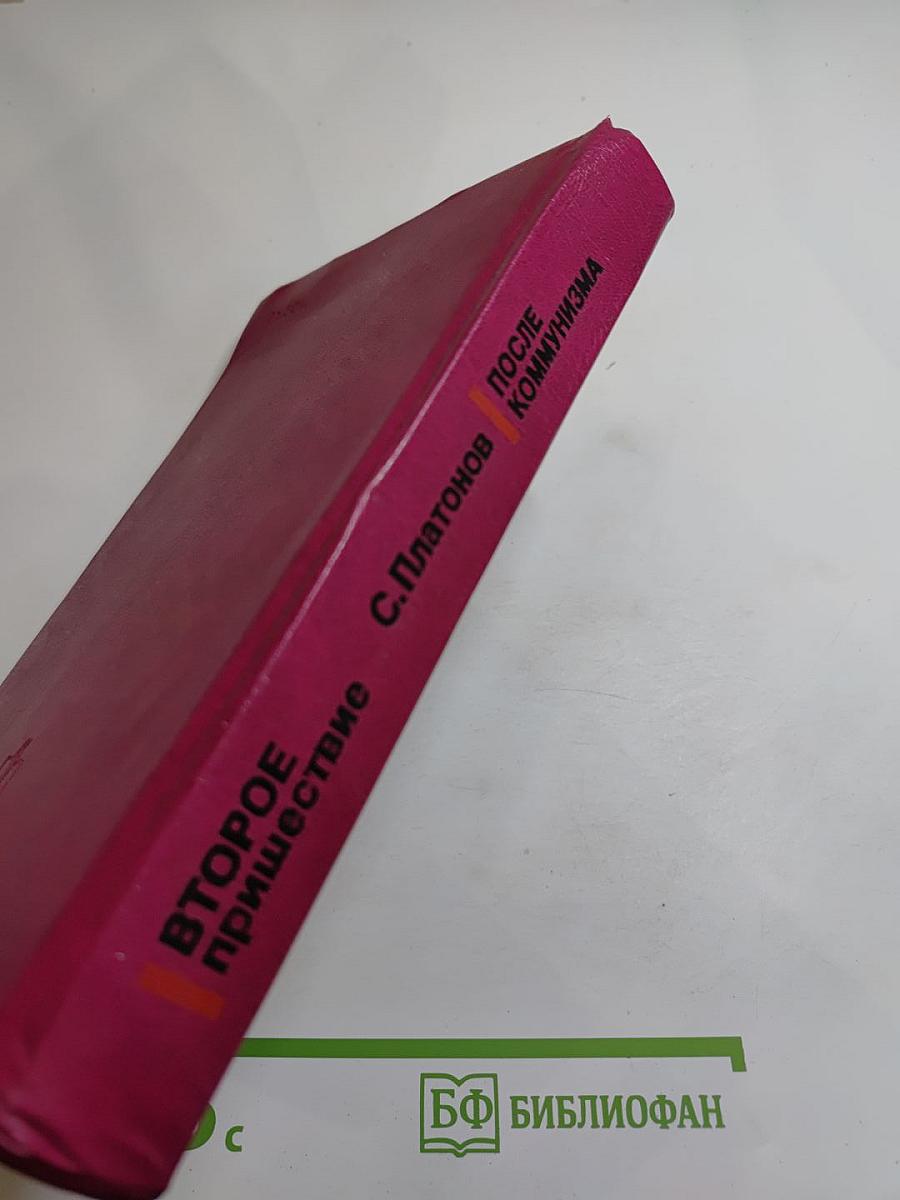 ВТОРОЕ
пришествие
С.Платонов
ПОСЛЕ
КОММУНИЗМА
с
БФ БИБЛИОФАН